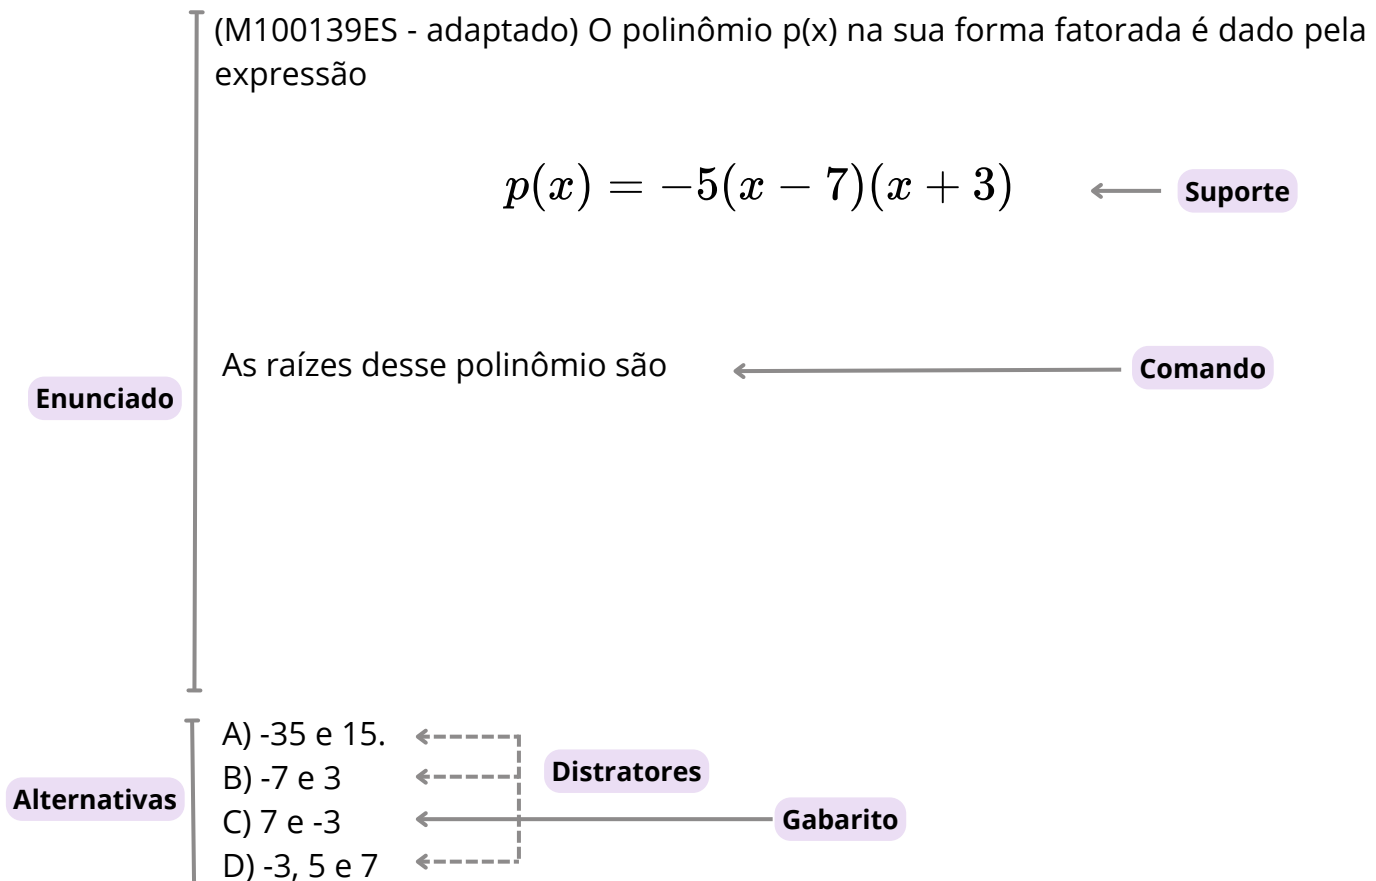 (M100139ES - adaptado) O polinômio p(x) na sua forma fatorada é dado pela
expressão
p(x) = −5(x − 7)(x + 3)
Suporte
As raízes desse polinômio são
Comando
Enunciado
A) -35 e 15.
B) -7 e 3
Distratores
Alternativas
C) 7 e -3
Gabarito
D) -3, 5 e 7